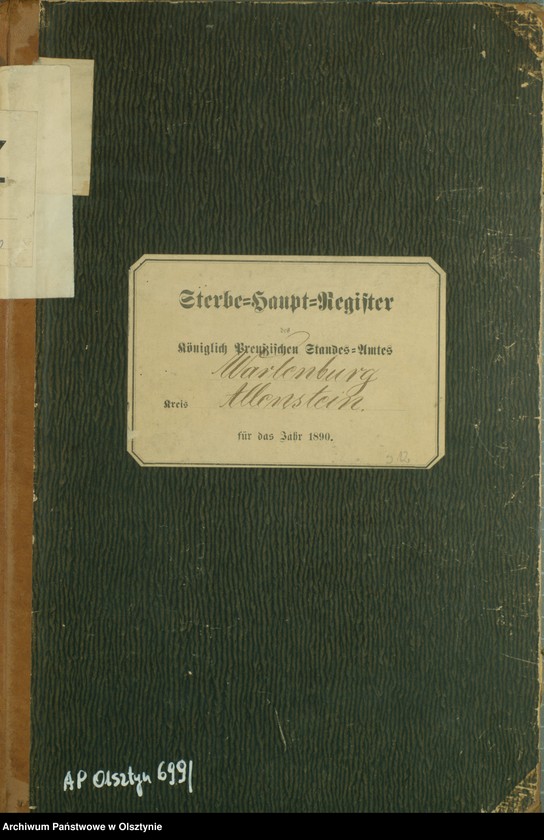 Sterbe=Haupt=Register
des
Königlich Preußischen Standes=Amtes
Wartenburg
Kreis Allenstein.
für das Jahr 1890.
AP Olsztyn 699/
Archiwum Państwowe w Olsztynie